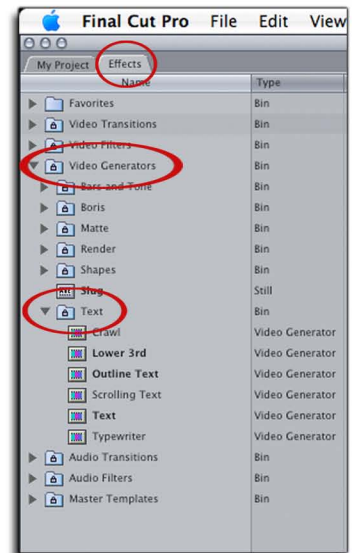 Final Cut Pro File Edit View
My Project Effects
Name Type
Favorites Bin
Video Transitions Bin
Video Filters Bin
Video Generators Bin
Bars and Tone Bin
Boris Bin
Matte Bin
Render Bin
Shapes Bin
Slug Still
Text Bin
Crawl Video Generator
Lower 3rd Video Generator
Outline Text Video Generator
Scrolling Text Video Generator
Text Video Generator
Typewriter Video Generator
Audio Transitions Bin
Audio Filters Bin
Master Templates Bin